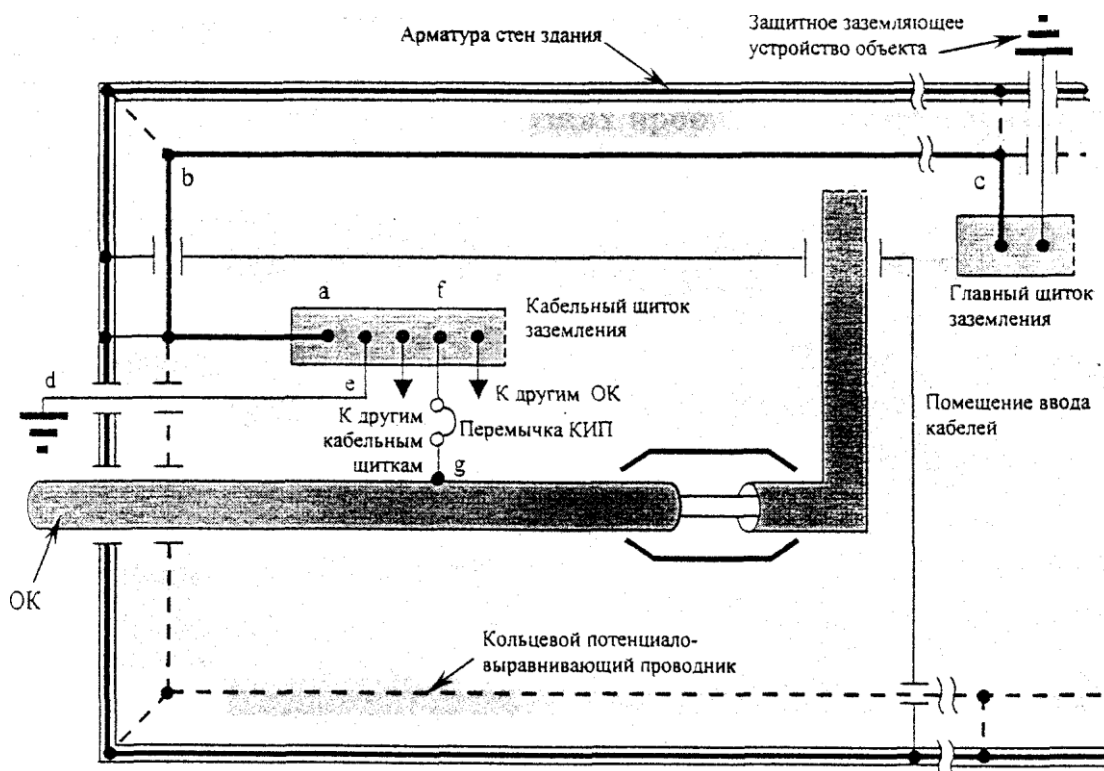 Защитное заземляющее
устройство объекта
Арматура стен здания
b
c
a
f
Кабельный щиток
заземления
Главный щиток
заземления
d
e
К другим ОК
К другим
кабельным
щиткам
Перемычка КИП
g
Помещение ввода
кабелей
ОК
Кольцевой потенциало-
выравнивающий проводник